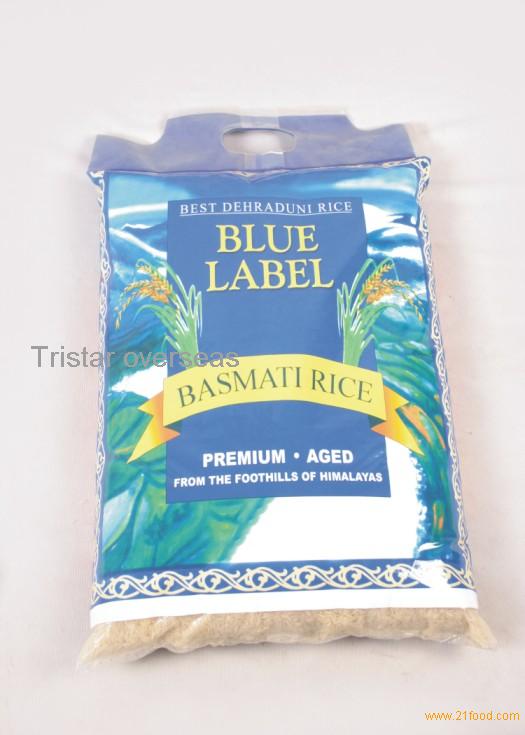 BEST DEHRADUNI RICE
BLUE
LABEL
Tristar overseas
BASMATI RICE
PREMIUM • AGED
FROM THE FOOTHILLS OF HIMALAYAS
www.21food.com